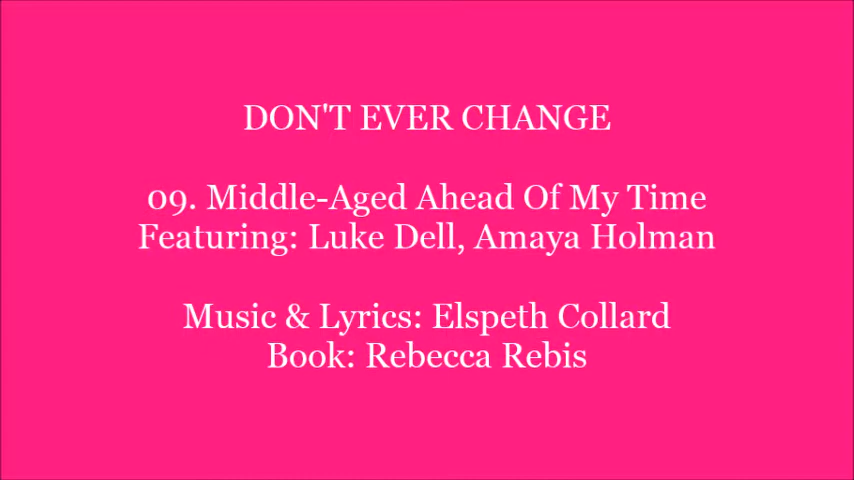 DON'T EVER CHANGE
09. Middle-Aged Ahead Of My Time
Featuring: Luke Dell, Amaya Holman
Music & Lyrics: Elspeth Collard
Book: Rebecca Rebis